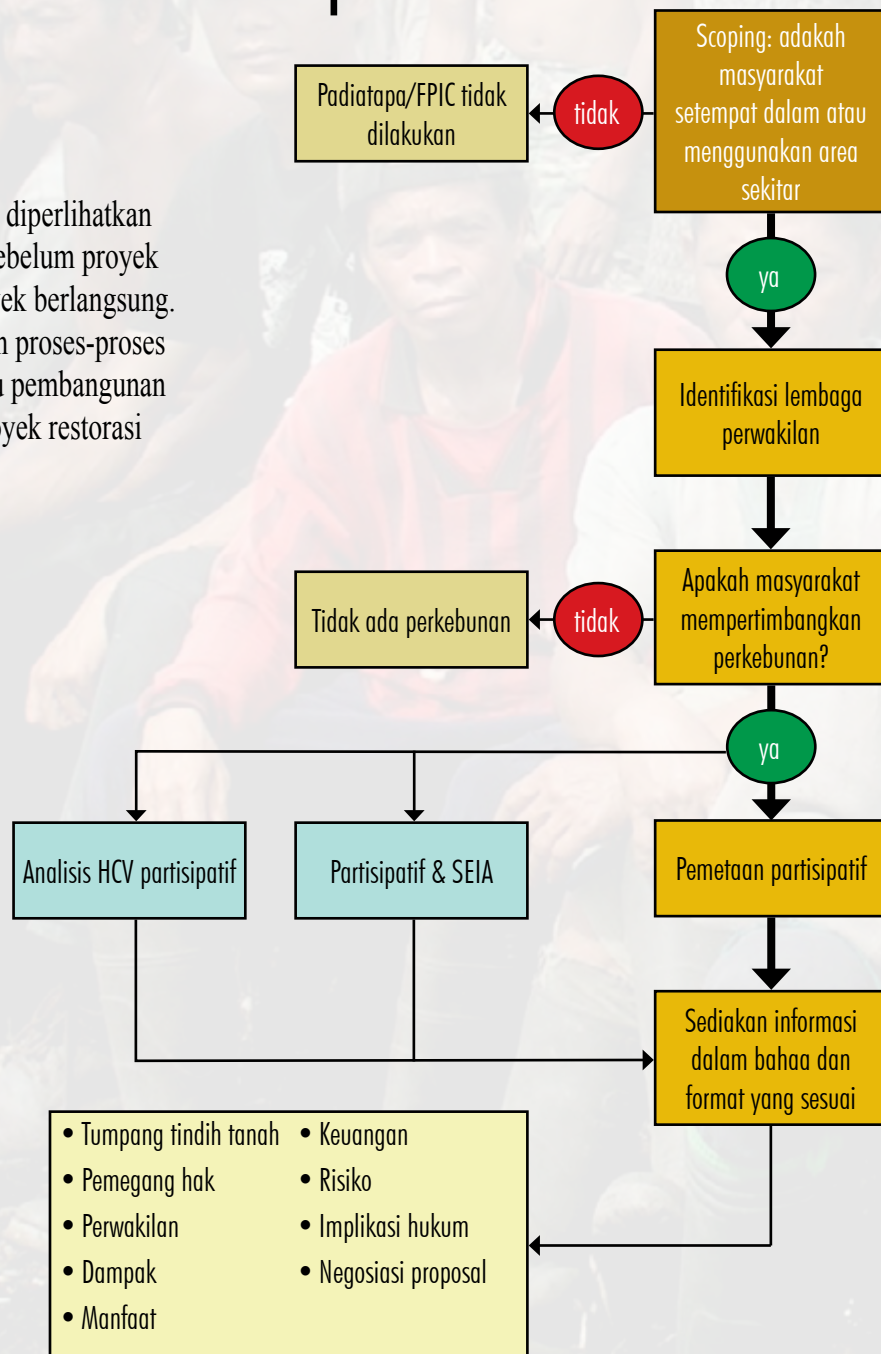 diperlihatkan
ebelum proyek
ek berlangsung.
n proses-proses
u pembangunan
oyek restorasi
Scoping: adakah
masyarakat
setempat dalam atau
menggunakan area
sekitar
tidak
Padiatapa/FPIC tidak
dilakukan
ya
Identifikasi lembaga
perwakilan
Apakah masyarakat
mempertimbangkan
perkebunan?
tidak
Tidak ada perkebunan
ya
Analisis HCV partisipatif
Partisipatif & SEIA
Pemetaan partisipatif
Sediakan informasi
dalam bahaa dan
format yang sesuai
• Tumpang tindih tanah
• Pemegang hak
• Perwakilan
• Dampak
• Manfaat
• Keuangan
• Risiko
• Implikasi hukum
• Negosiasi proposal